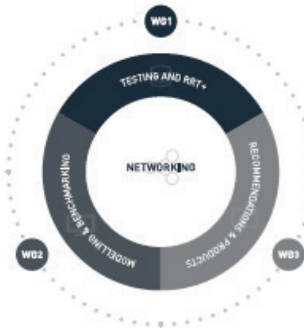 WG1
TESTING AND RRT+
NETWORKING
MODELLING & BENCHMARKING
RECOMMENDATIONS & PRODUCTS
WG2
WG3